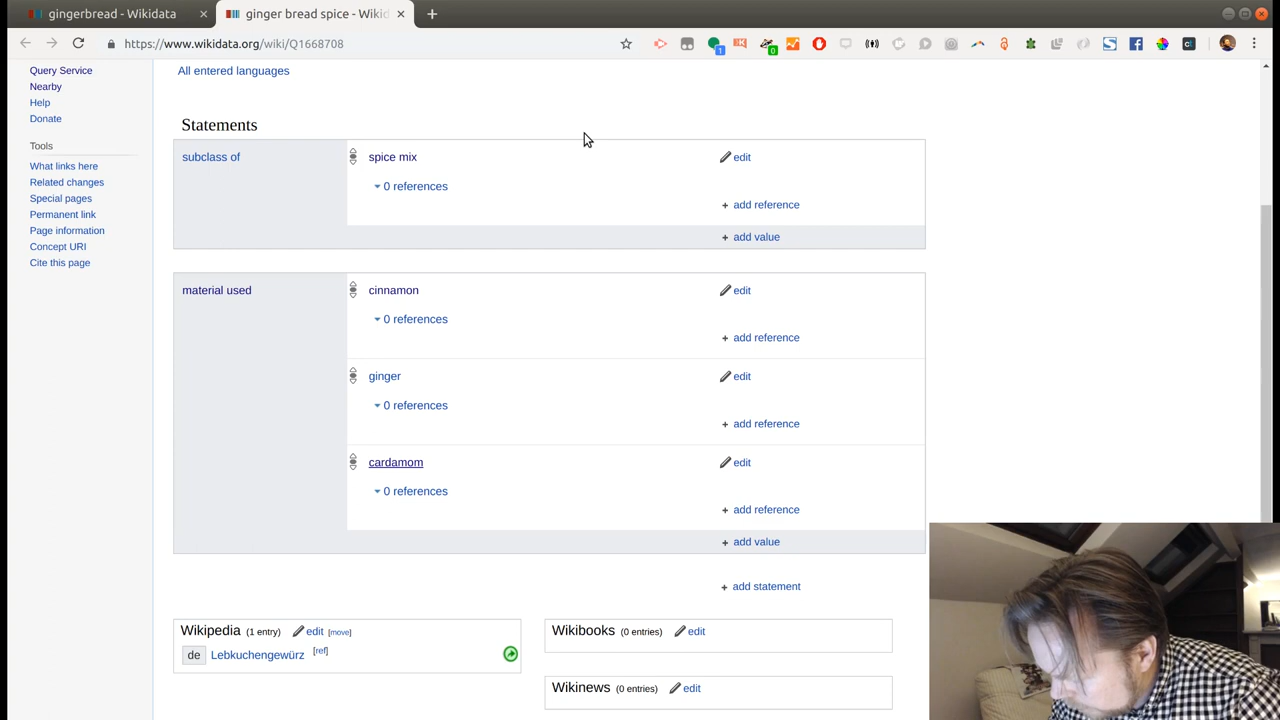 gingerbread - Wikidata
ginger bread spice - Wikid
https://www.wikidata.org/wiki/Q1668708
1
0
Query Service
Nearby
Help
Donate
Tools
What links here
Related changes
Special pages
Permanent link
Page information
Concept URI
Cite this page
All entered languages
Statements
subclass of
spice mix
edit
0 references
+ add reference
+ add value
material used
cinnamon
edit
0 references
+ add reference
ginger
edit
0 references
+ add reference
cardamom
edit
0 references
+ add reference
+ add value
+ add statement
Wikipedia (1 entry) edit [move]
de Lebkuchengewürz [ref]
Wikibooks (0 entries) edit
Wikinews (0 entries) edit